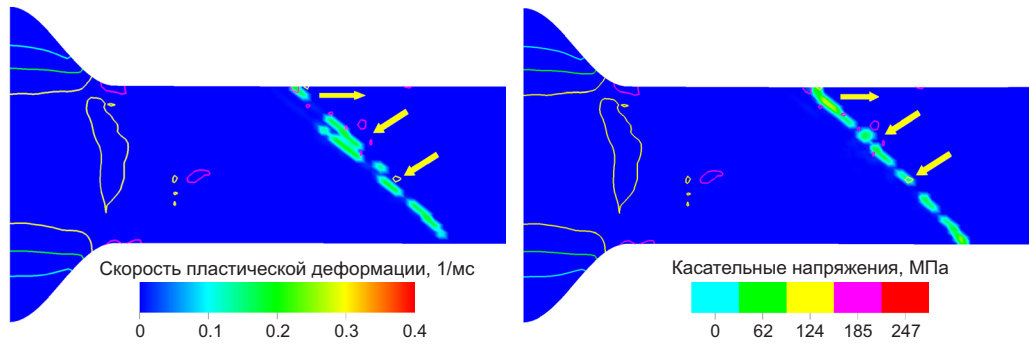 Скорость пластической деформации, 1/мс
0 0.1 0.2 0.3 0.4
Касательные напряжения, МПа
0 62 124 185 247